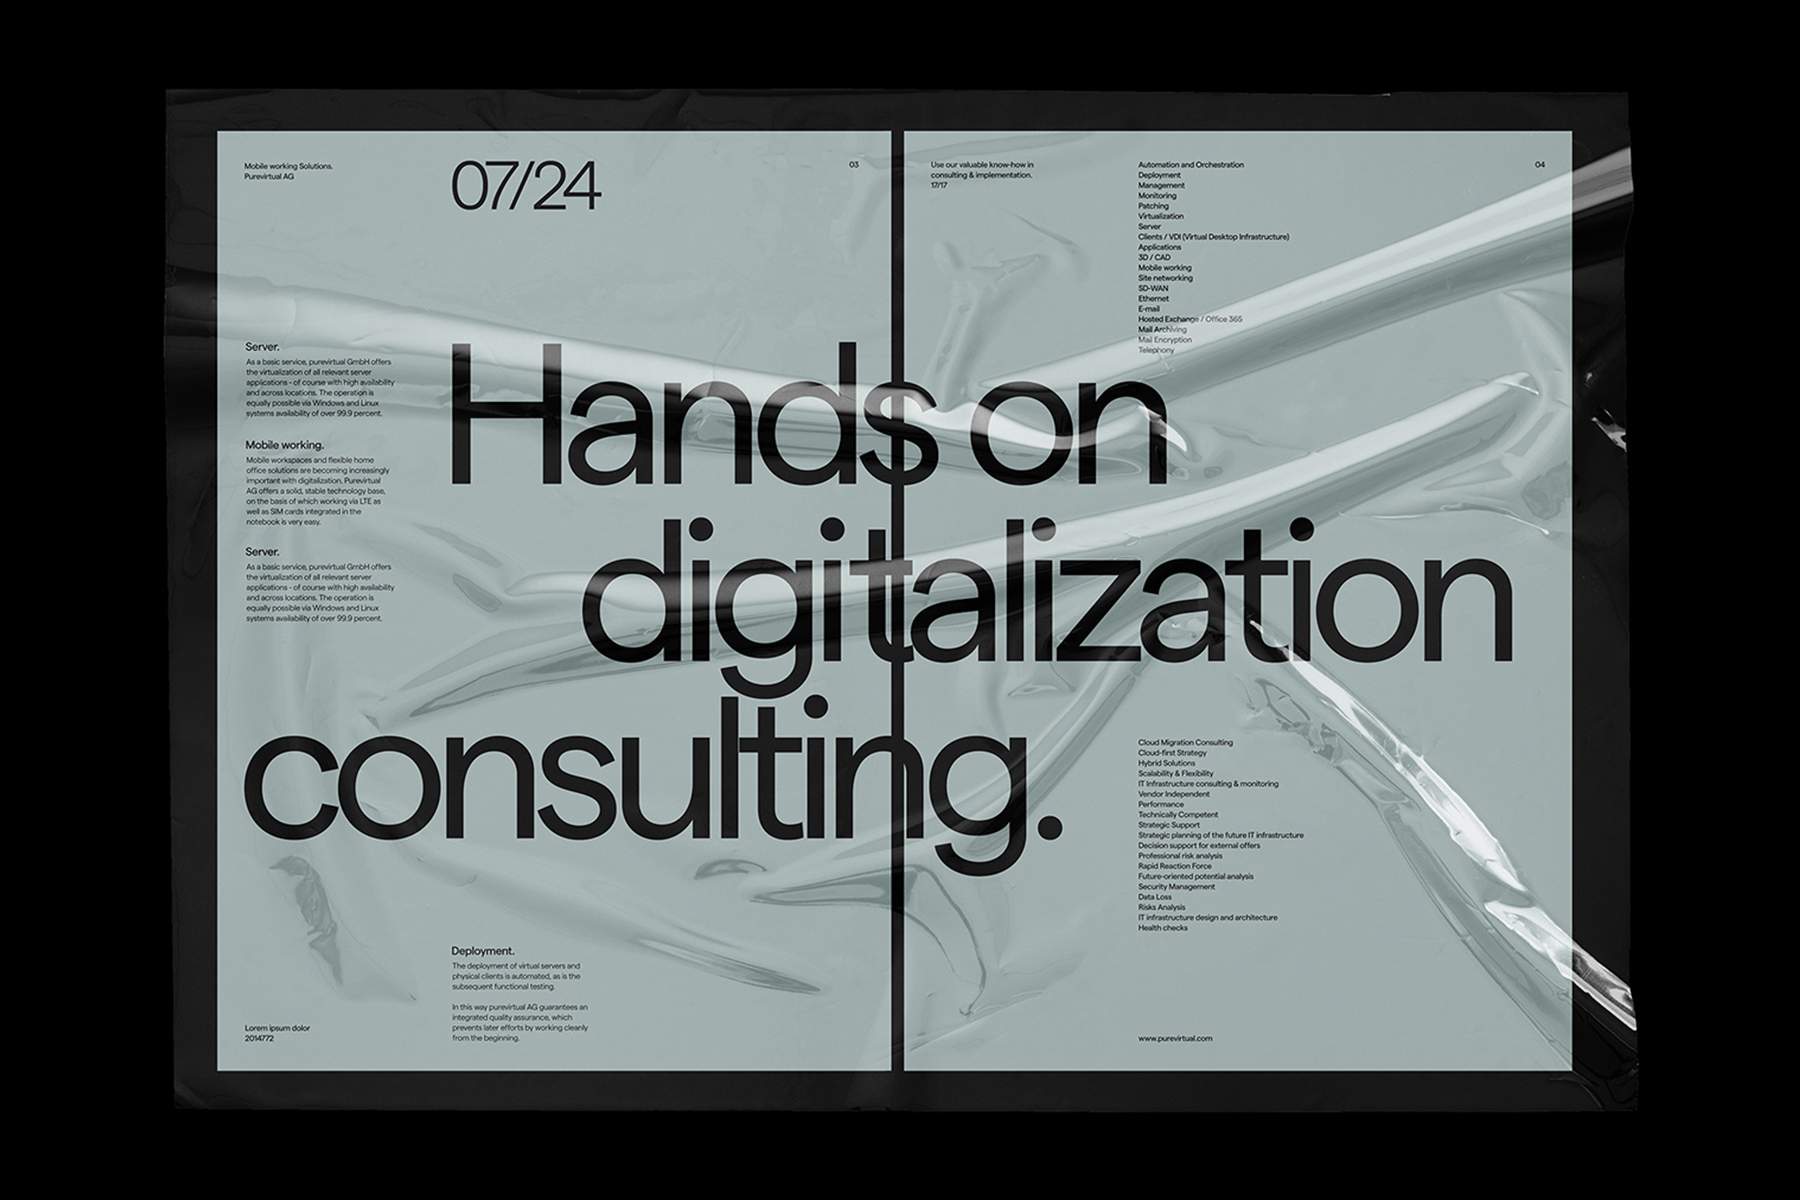 Mobile working Solutions.
Purevirtual AG
07/24
03
Use our valuable know-how in
consulting & implementation.
17/17
Automation and Orchestration
Deployment
Management
Monitoring
Patching
Virtualization
Server
Clients / VDI (Virtual Desktop Infrastructure)
Applications
3D / CAD
Mobile working
Site networking
SD-WAN
Ethernet
E-mail
Hosted Exchange / Office 365
Mail Archiving
Mail Encryption
Telephony
04
Hands on
digitalization
consulting.
Server.
As a basic service, purevirtual GmbH offers
the virtualization of all relevant server
applications - of course with high availability
and across locations. The operation is
equally possible via Windows and Linux
systems availability of over 99.9 percent.
Mobile working.
Mobile workspaces and flexible home
office solutions are becoming increasingly
important with digitalization. Purevirtual
AG offers a solid, stable technology base,
on the basis of which working via LTE as
well as SIM cards integrated in the
notebook is very easy.
Server.
As a basic service, purevirtual GmbH offers
the virtualization of all relevant server
applications - of course with high availability
and across locations. The operation is
equally possible via Windows and Linux
systems availability of over 99.9 percent.
Lorem ipsum dolor
2014772
Deployment.
The deployment of virtual servers and
physical clients is automated, as is the
subsequent functional testing.
In this way purevirtual AG guarantees an
integrated quality assurance, which
prevents later efforts by working cleanly
from the beginning.
Cloud Migration Consulting
Cloud-first Strategy
Hybrid Solutions
Scalability & Flexibility
IT Infrastructure consulting & monitoring
Vendor Independent
Performance
Technically Competent
Strategic Support
Strategic planning of the future IT infrastructure
Decision support for external offers
Professional risk analysis
Rapid Reaction Force
Future-oriented potential analysis
Security Management
Data Loss
Risks Analysis
IT infrastructure design and architecture
Health checks
www.purevirtual.com